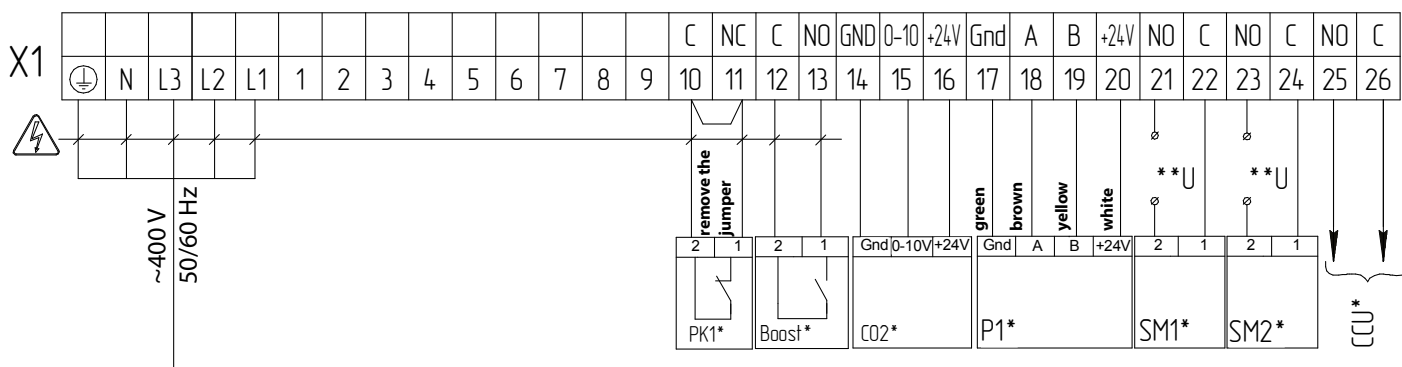 X1
C NC C NO GND 0-10 +24V Gnd A B +24V NO C NO C NO C
N L3 L2 L1 1 2 3 4 5 6 7 8 9 10 11 12 13 14 15 16 17 18 19 20 21 22 23 24 25 26
~400 V
50/60 Hz
remove the
jumper
green
brown
yellow
white
**U
**U
2 1 2 1 Gnd 0-10V +24V Gnd A B +24V 2 1 2 1
PK1* Boost* CO2* P1* SM1* SM2* CCU*